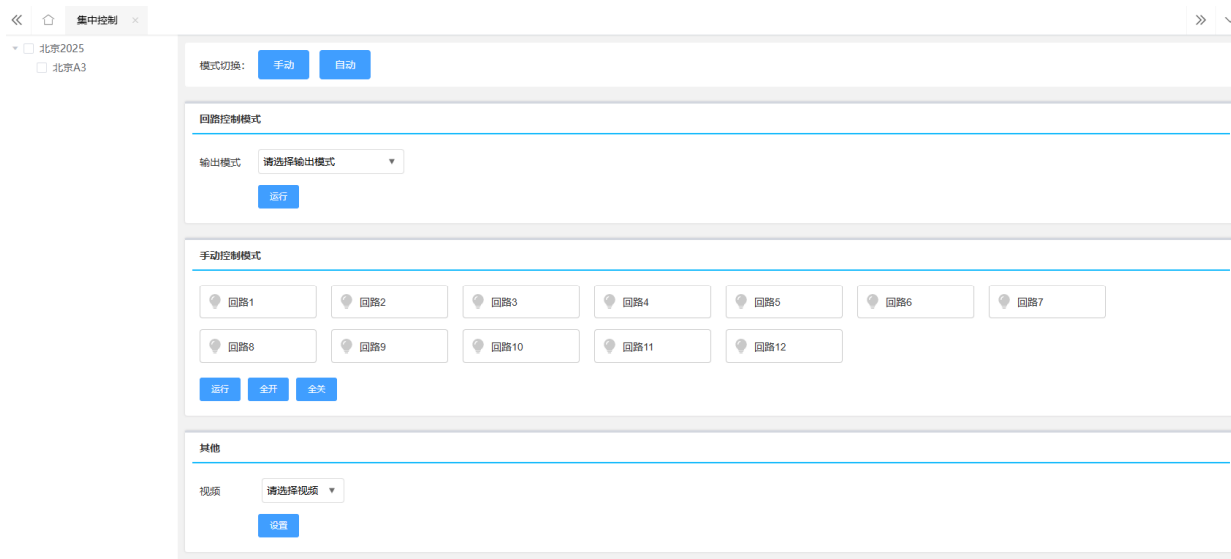 集中控制
北京2025
北京A3
模式切换: 手动 自动
回路控制模式
输出模式 请选择输出模式
运行
手动控制模式
回路1 回路2 回路3 回路4 回路5 回路6 回路7
回路8 回路9 回路10 回路11 回路12
运行 全开 全关
其他
视频 请选择视频
设置